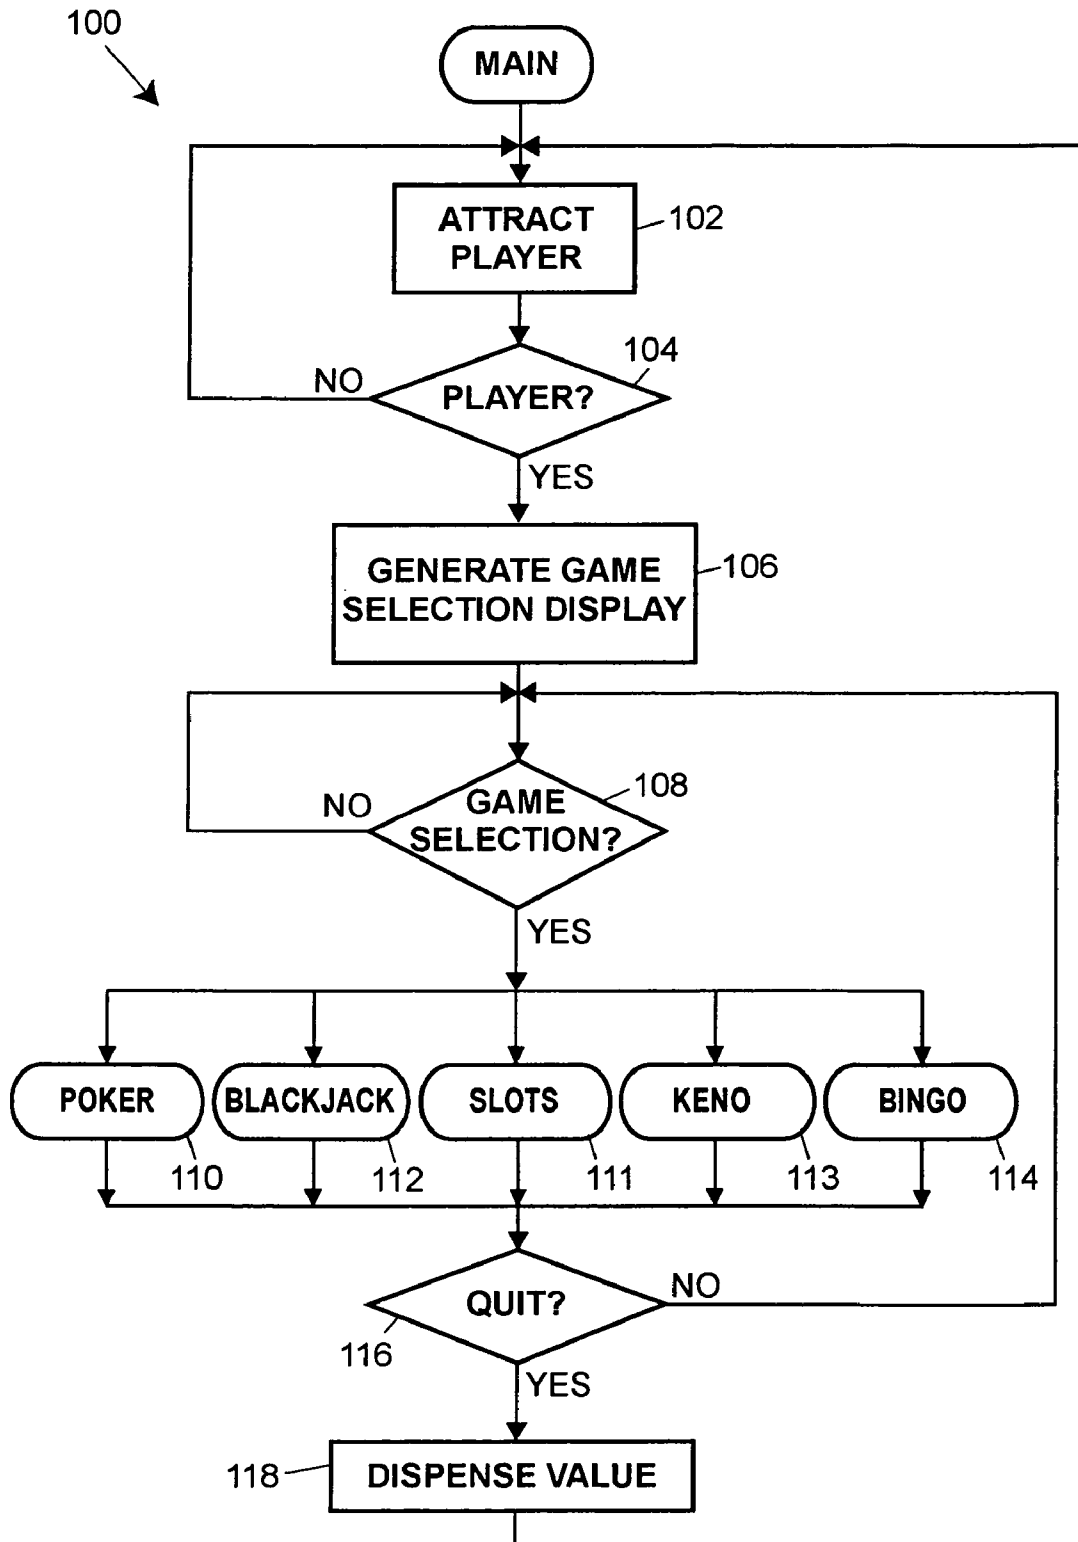 100
MAIN
ATTRACT
PLAYER
102
104
NO
PLAYER?
YES
GENERATE GAME
SELECTION DISPLAY
106
108
NO
GAME
SELECTION?
YES
POKER
BLACKJACK
SLOTS
KENO
BINGO
110
112
111
113
114
QUIT?
NO
116
YES
118
DISPENSE VALUE